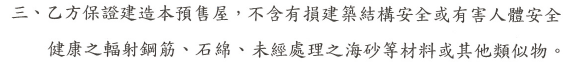 三、乙方保證建造本預售屋，不含有損建築結構安全或有害人體安全
健康之輻射鋼筋、石綿、未經處理之海砂等材料或其他類似物。